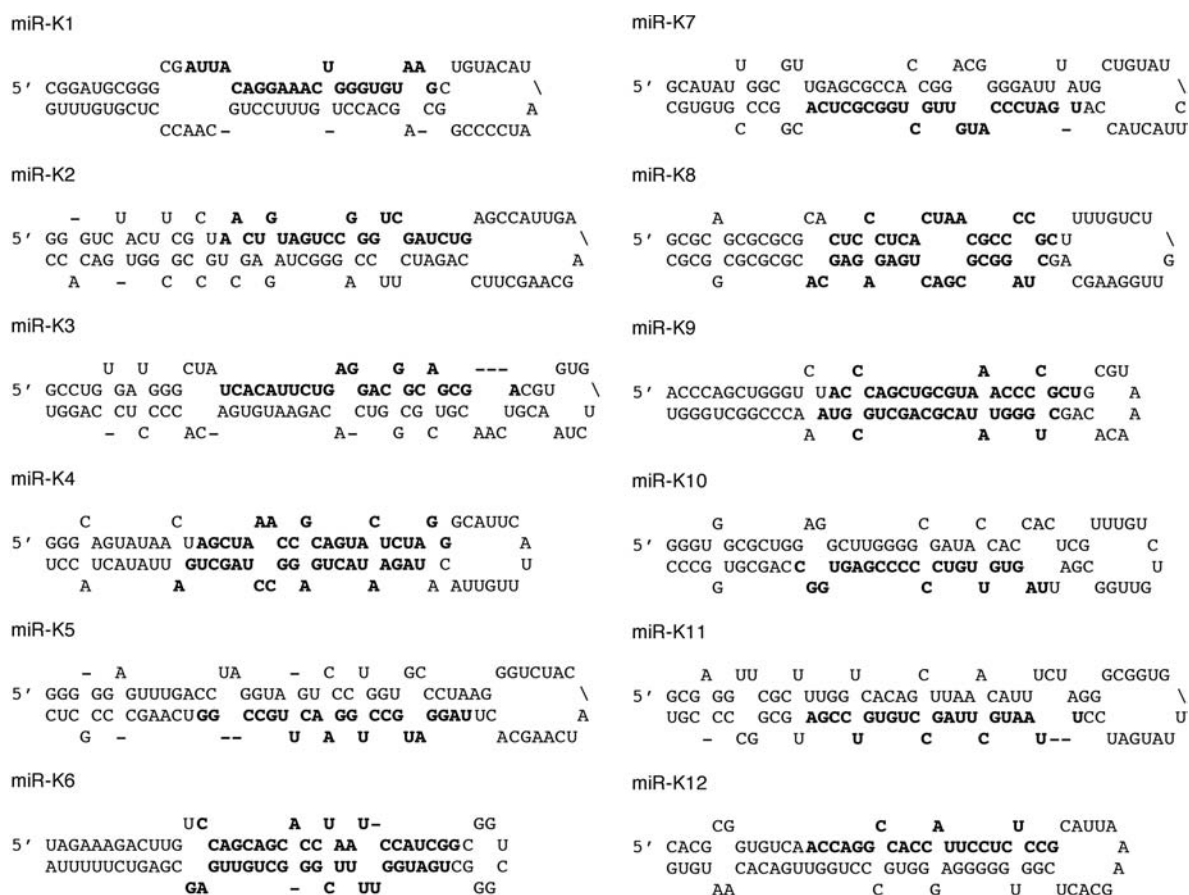 miR-K1
CGAUUA U AA UGUACAU
5′ CGGAUGCGGG CAGGAAAC GGGUGU GC \
GUUUGUGCUC GUCCUUUG UCCACG CG A
CCAAC– – A– GCCCCUA
miR-K2
– U U C A G G UC AGCCAUUGA
5′ GG GUC ACU CG UA CU UAGUCC GG GAUCUG \
CC CAG UGG GC GU GA AUCGGG CC CUAGAC A
A – C C C G A UU CUUCGAACG
miR-K3
U U CUA AG G A --- GUG
5′ GCCUG GA GGG UCACAUUCUG GAC GC GCG ACGU \
UGGAC CU CCC AGUGUAAGAC CUG CG UGC UGCA U
– C AC– A– G C AAC AUC
miR-K4
C C AA G C G GCAUUC
5′ GGG AGUAUAA UAGCUA CC CAGUA UCUA G A
UCC UCAUAUU GUCGAU GG GUCAU AGAU C U
A A CC A A A AUUGUU
miR-K5
– A UA – C U GC GGUCUAC
5′ GGG GG GUUUGACC GGUA GU CC GGU CCUAAG \
CUC CC CGAACUGG CCGU CA GG CCG GGAUUC A
G – -- U A U UA ACGAACU
miR-K6
UC A U U– GG
5′ UAGAAAGACUUG CAGCAGC CC AA CCAUCGGC U
AUUUUUCUGAGC GUUGUCG GG UU GGUAGUCG C
GA – C UU GG
miR-K7
U GU C ACG U CUGUAU
5′ GCAUAU GGC UGAGCGCCA CGG GGGAUU AUG \
CGUGUG CCG ACUCGCGGU GUU CCCUAG UAC C
C GC C GUA – CAUCAUU
miR-K8
A CA C CUAA CC UUUGUCU
5′ GCGC GCGCGCG CUC CUCA CGCC GCU \
CGCG CGCGCGC GAG GAGU GCGG CGA G
G AC A CAGC AU CGAAGGUU
miR-K9
C C A C CGU
5′ ACCCAGCUGGGU UAC CAGCUGCGUA ACCC GCUG A
UGGGUCGGCCCA AUG GUCGACGCAU UGGG CGAC A
A C A U ACA
miR-K10
G AG C C CAC UUUGU
5′ GGGU GCGCUGG GCUUGGGG GAUA CAC UCG C
CCCG UGCGACC UGAGCCCC CUGU GUG AGC U
G GG C U AUU GGUUG
miR-K11
A UU U U C A UCU GCGGUG
5′ GCG GG CGC UUGG CACAG UUAA CAUU AGG \
UGC CC GCG AGCC GUGUC GAUU GUAA UCC U
– CG U U C C U-- UAGUAU
miR-K12
CG C A U CAUUA
5′ CACG GUGUCAACCAGG CACC UUCCUC CCG A
GUGU CACAGUUGGUCC GUGG AGGGGG GGC A
AA C G U UCACG